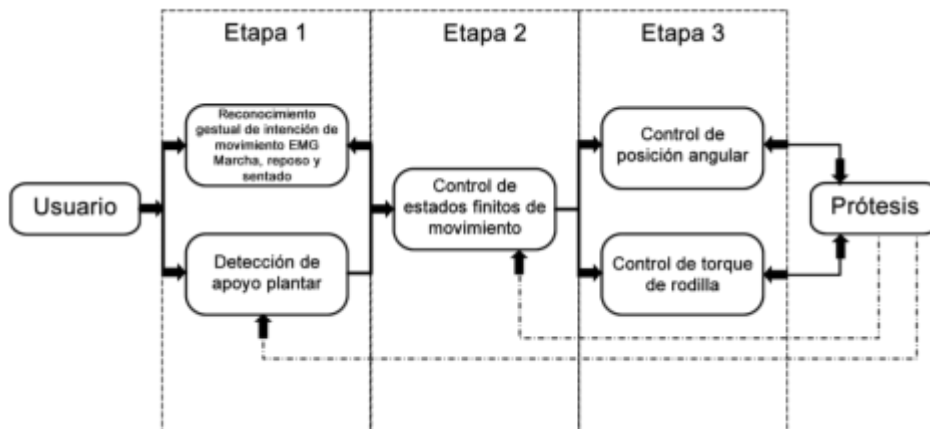 Etapa 1
Etapa 2
Etapa 3
Reconocimiento
gestual de intención de
movimiento EMG
Marcha, reposo y
sentado
Control de
posición angular
Usuario
Control de
estados finitos de
movimiento
Prótesis
Detección de
apoyo plantar
Control de torque
de rodilla